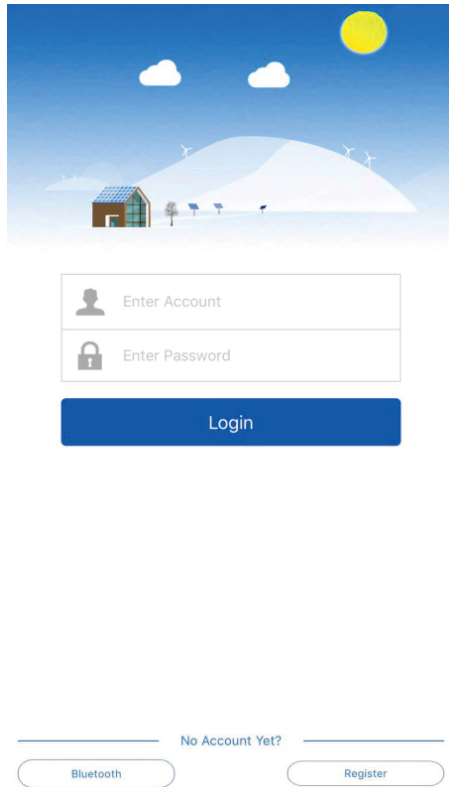 Enter Account
Enter Password
Login
No Account Yet?
Bluetooth
Register